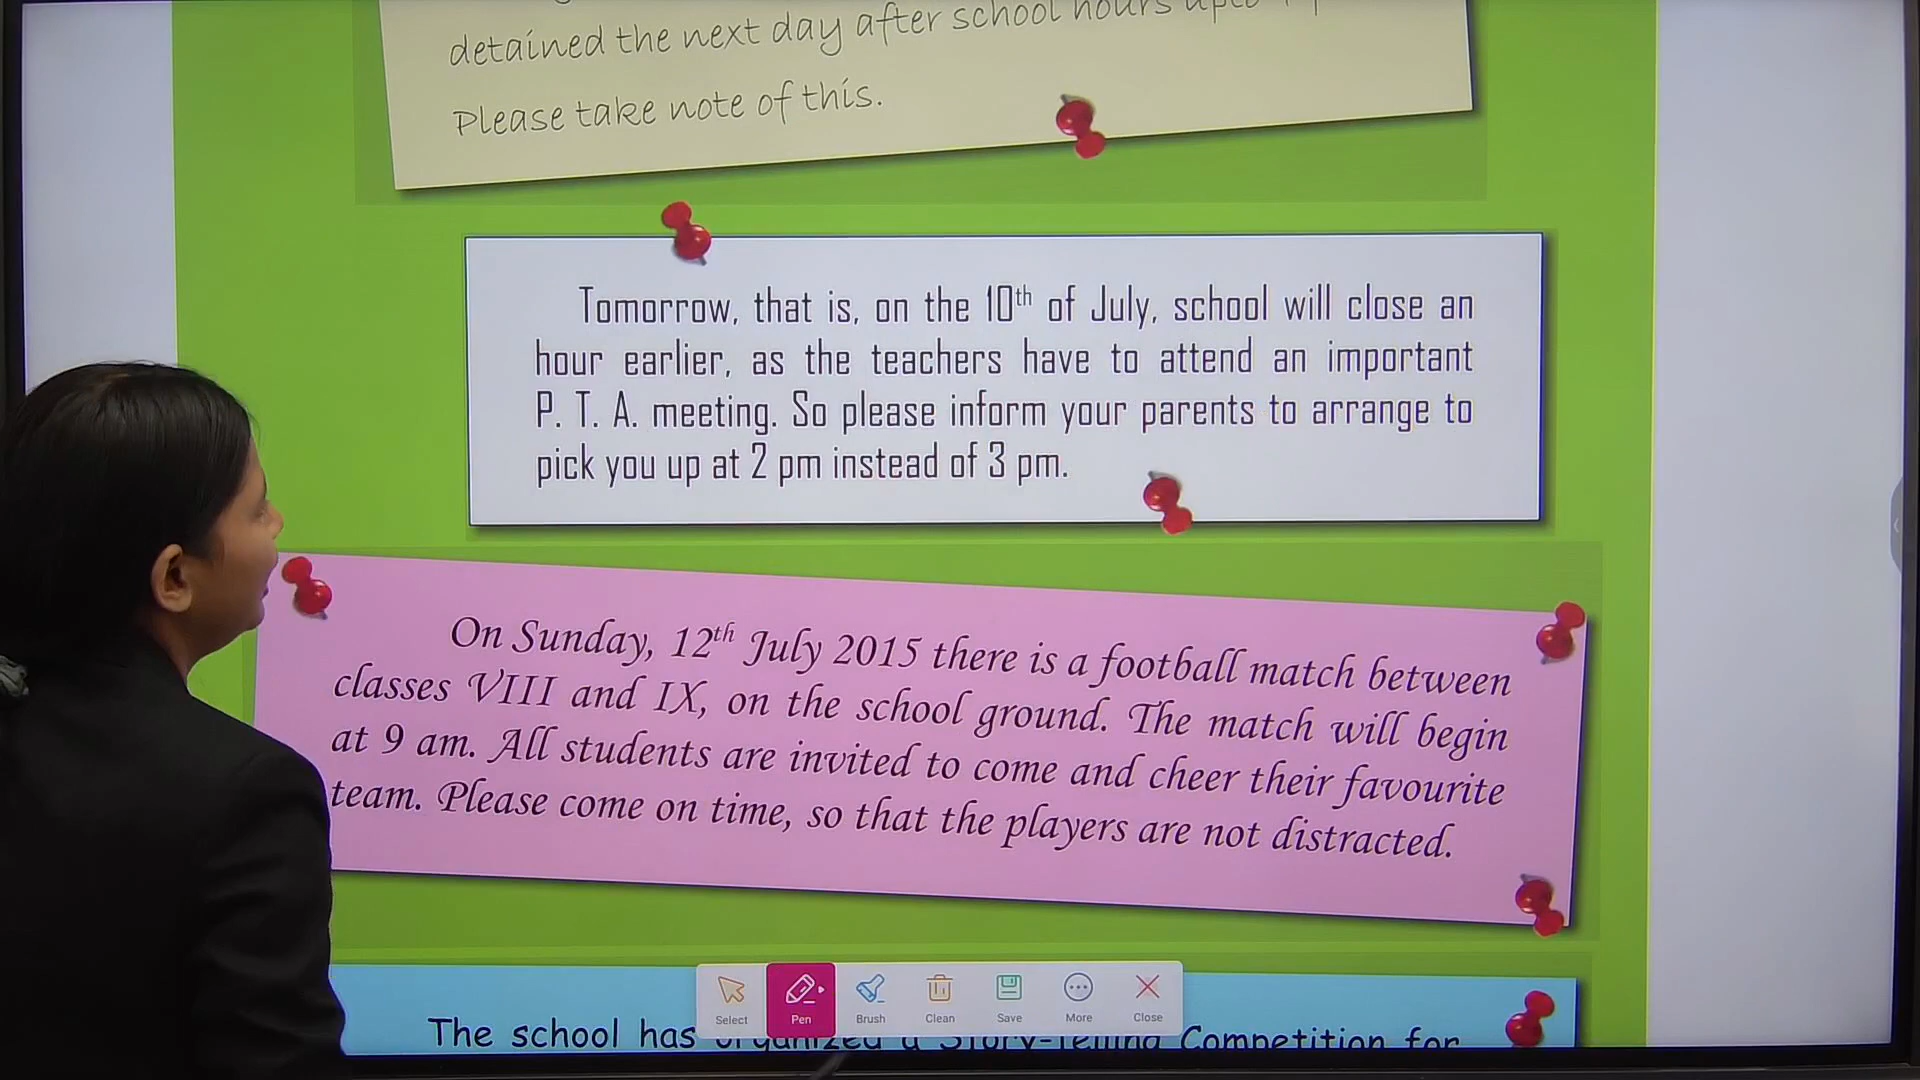 detained the next day after school hours upto
Please take note of this.
Tomorrow, that is, on the 10th of July, school will close an
hour earlier, as the teachers have to attend an important
P. T. A. meeting. So please inform your parents to arrange to
pick you up at 2 pm instead of 3 pm.
On Sunday, 12th July 2015 there is a football match between
classes VIII and IX, on the school ground. The match will begin
at 9 am. All students are invited to come and cheer their favourite
team. Please come on time, so that the players are not distracted.
The school has organized a Story-Telling Competition for
Select Pen Brush Clean Save More Close